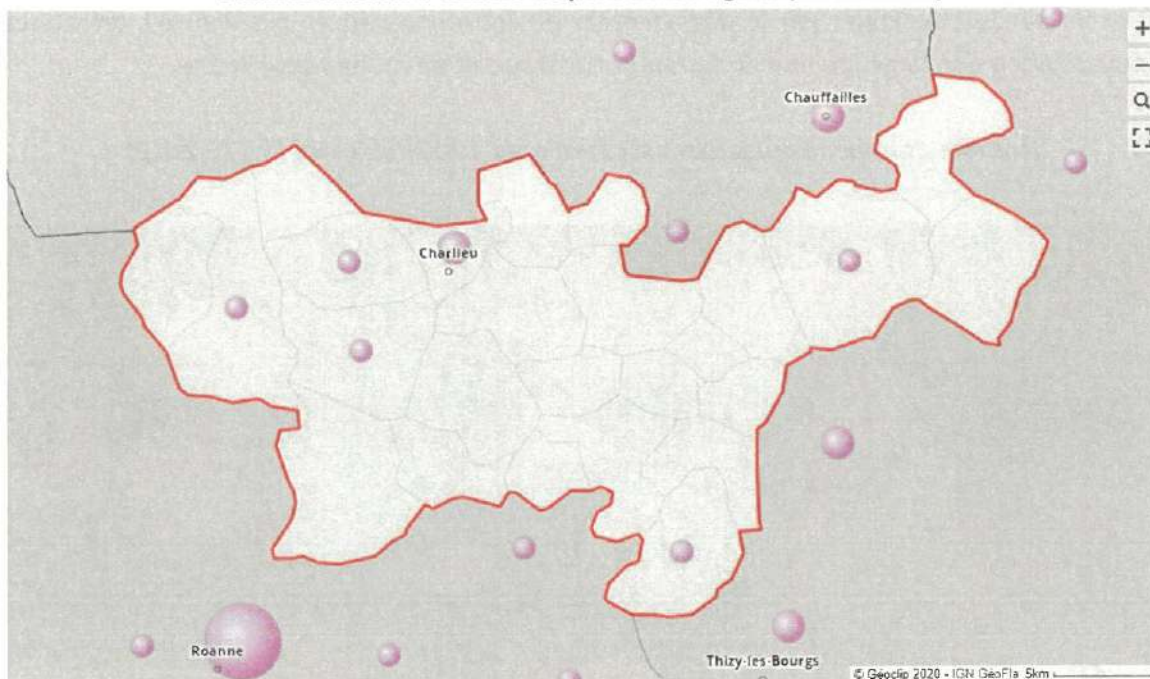 +
Chauffailles
−
Charlieu
Roanne
Thizy-les-Bourgs
© Géoclip 2020 - IGN GéoFla 5km